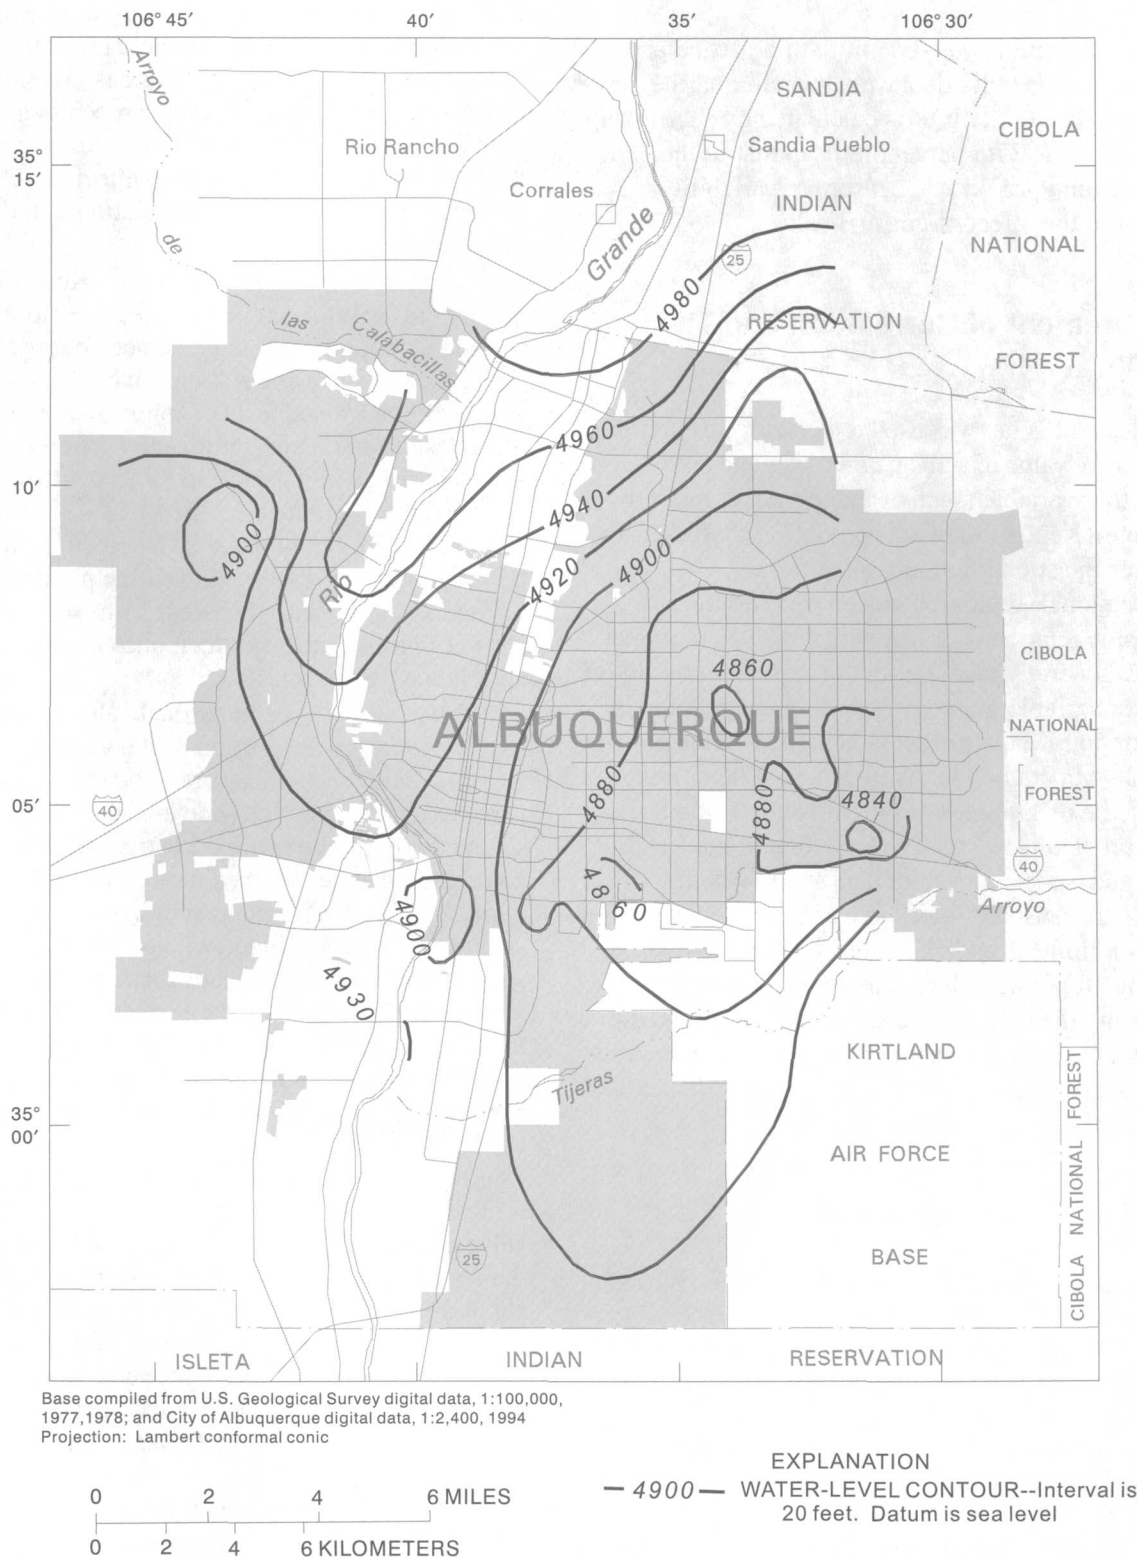 106° 45′ 40′ 35′ 106° 30′
Arroyo
SANDIA
CIBOLA
Rio Rancho
Sandia Pueblo
35°
15′
Corrales
INDIAN
de
Grande
NATIONAL
25
4980
las Calabacillas
RESERVATION
FOREST
4960
10′
4940
4900
4920
4900
Rio
CIBOLA
4860
NATIONAL
ALBUQUERQUE
4880
FOREST
05′
40
4880
4840
40
4860
Arroyo
4900
4930
KIRTLAND
Tijeras
35°
00′
AIR FORCE
CIBOLA NATIONAL FOREST
25
BASE
ISLETA INDIAN RESERVATION
Base compiled from U.S. Geological Survey digital data, 1:100,000,
1977,1978; and City of Albuquerque digital data, 1:2,400, 1994
Projection: Lambert conformal conic
EXPLANATION
0 2 4 6 MILES
4900 WATER-LEVEL CONTOUR--Interval is
20 feet. Datum is sea level
0 2 4 6 KILOMETERS